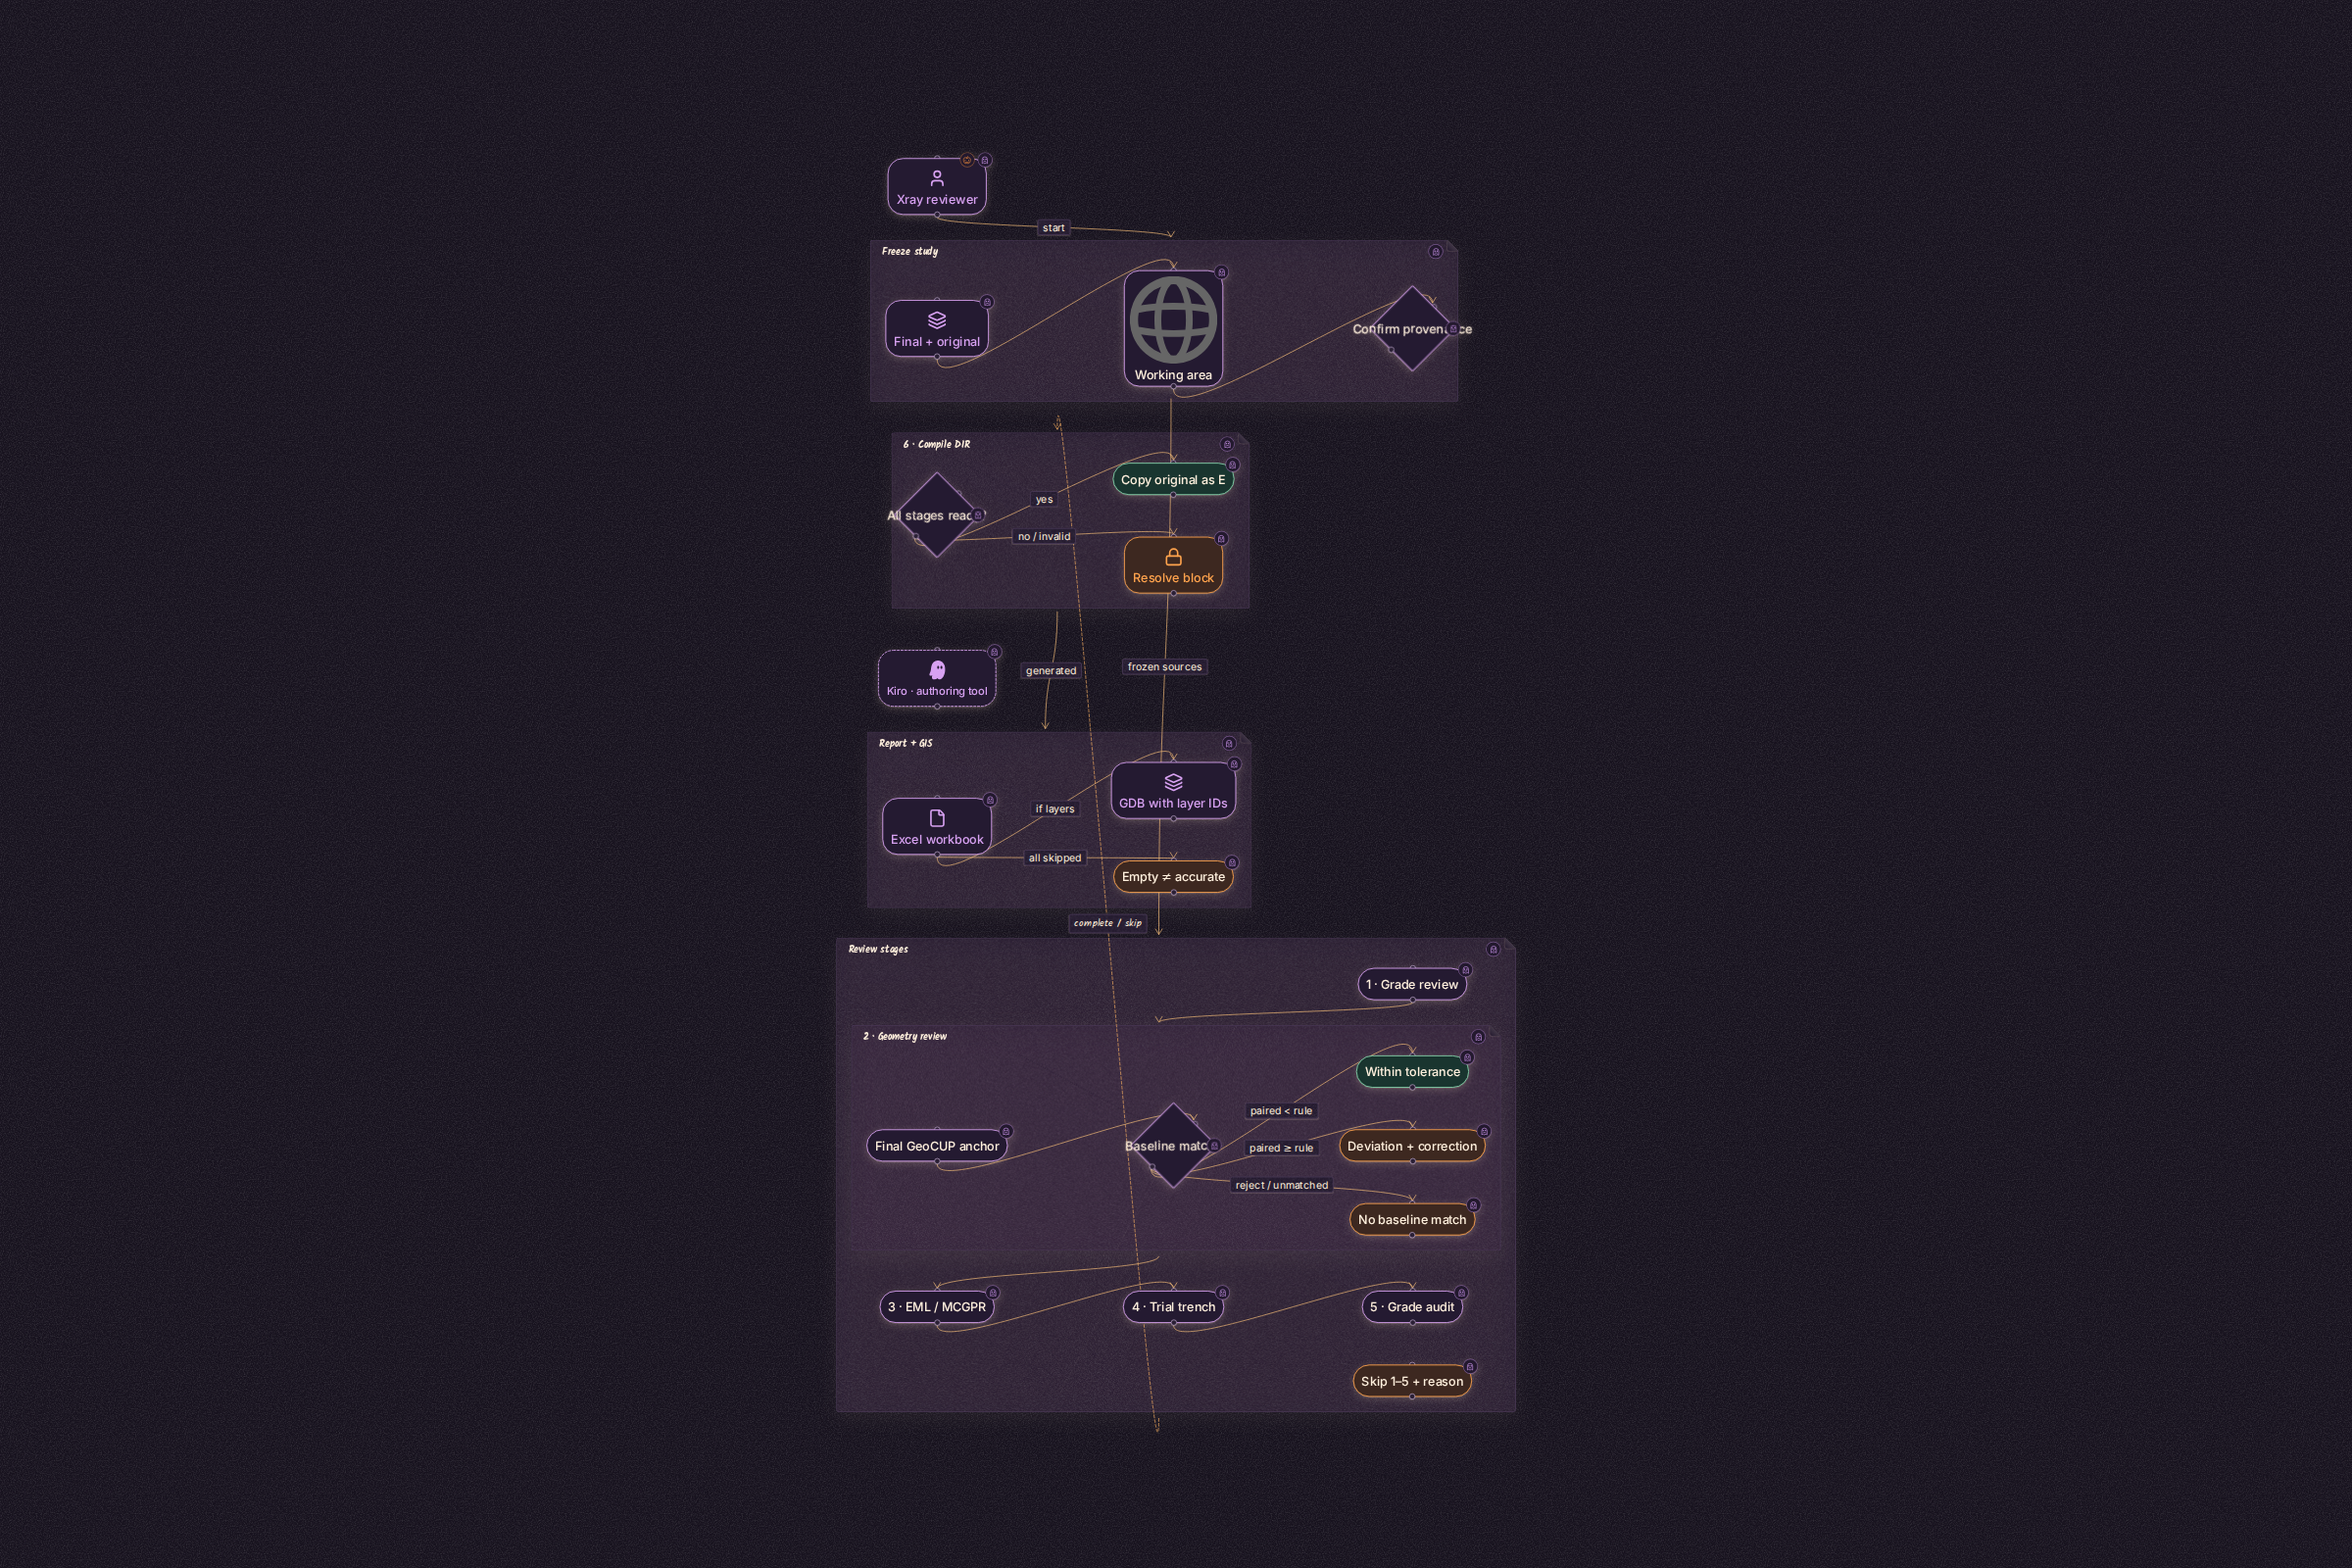 Xray reviewer
start
Freeze study
Final + original
Working area
Confirm
6 · Compile DIR
Copy original as E
yes
All stages
no / invalid
Resolve block
Kiro · authoring tool
generated
frozen sources
Report + GIS
GDB with layer IDs
if layers
Excel workbook
all skipped
Empty ≠ accurate
complete / skip
Review stages
1 · Grade review
2 · Geometry review
Within tolerance
paired < rule
Final GeoCUP anchor
Baseline
paired ≥ rule
Deviation + correction
reject / unmatched
No baseline match
3 · EML / MCGPR
4 · Trial trench
5 · Grade audit
Skip 1–5 + reason